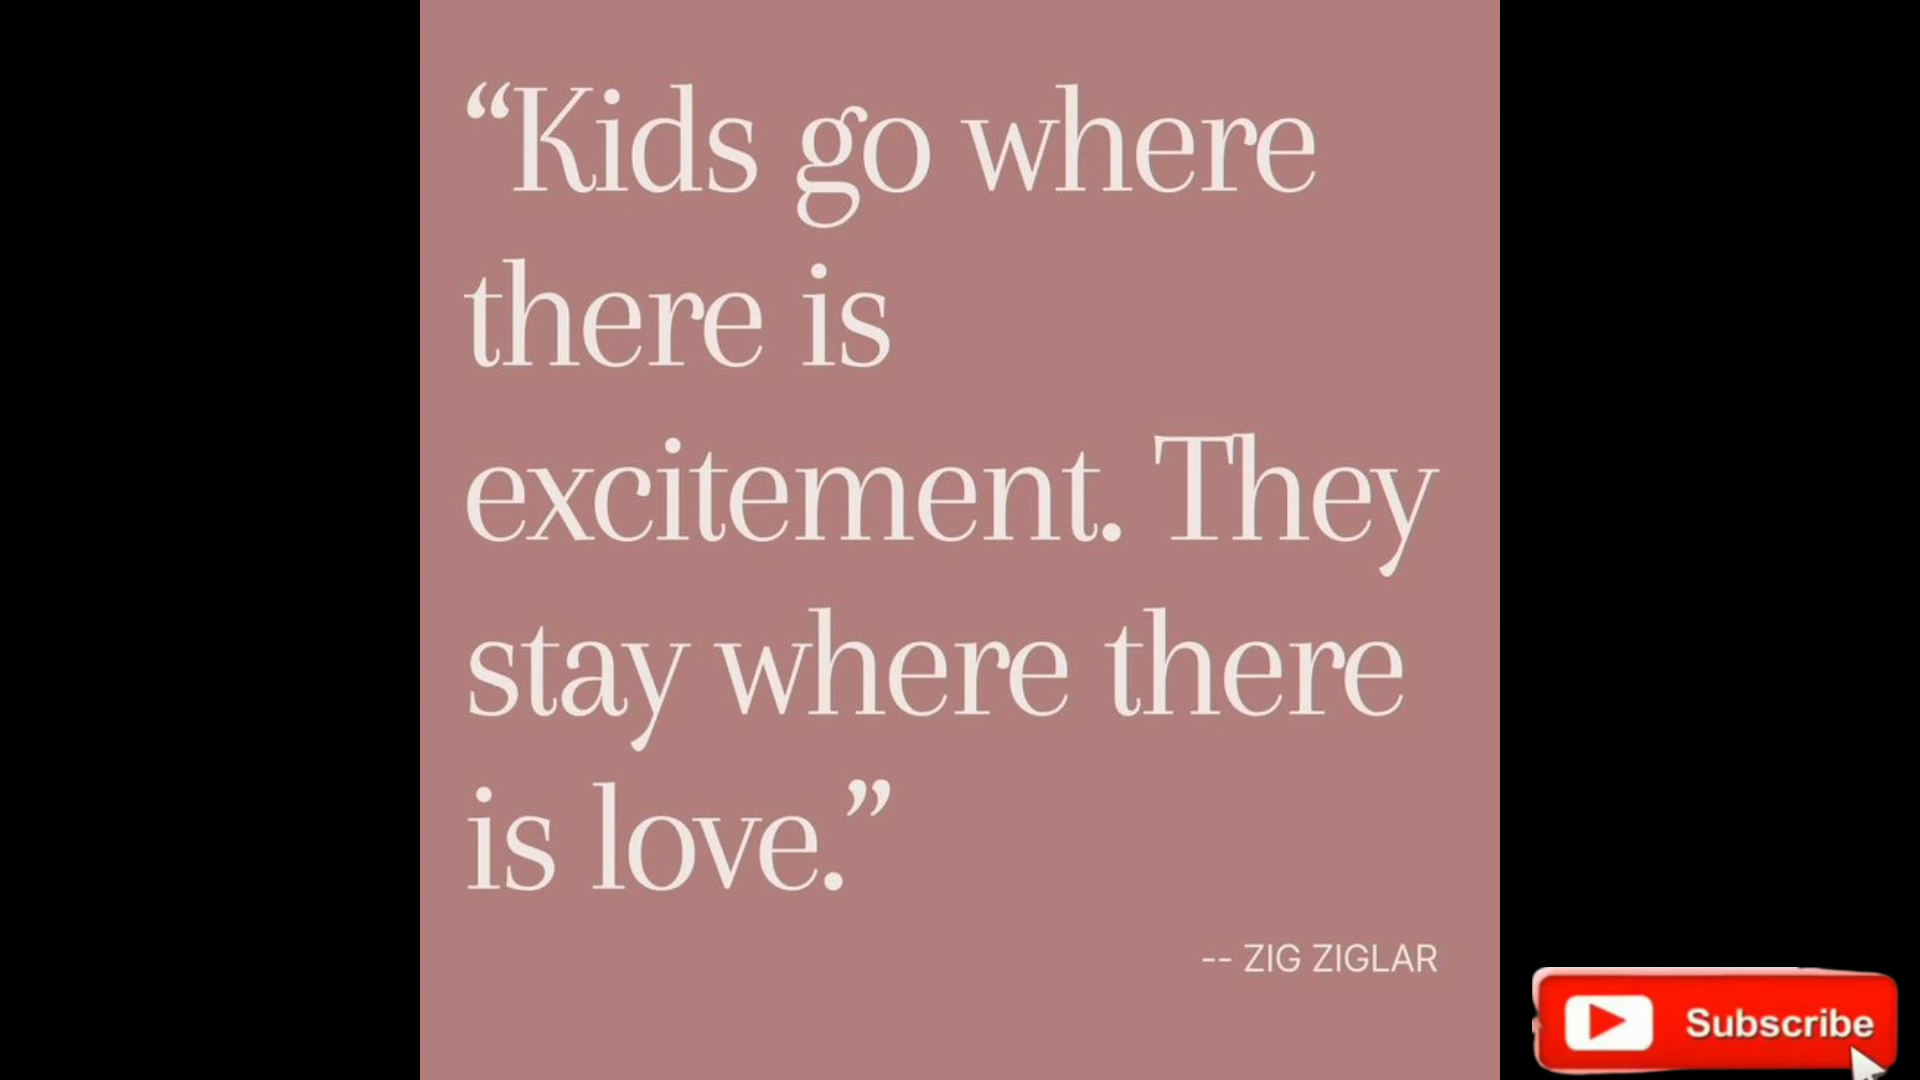 “Kids go where
there is
excitement. They
stay where there
is love.”
-- ZIG ZIGLAR
Subscribe